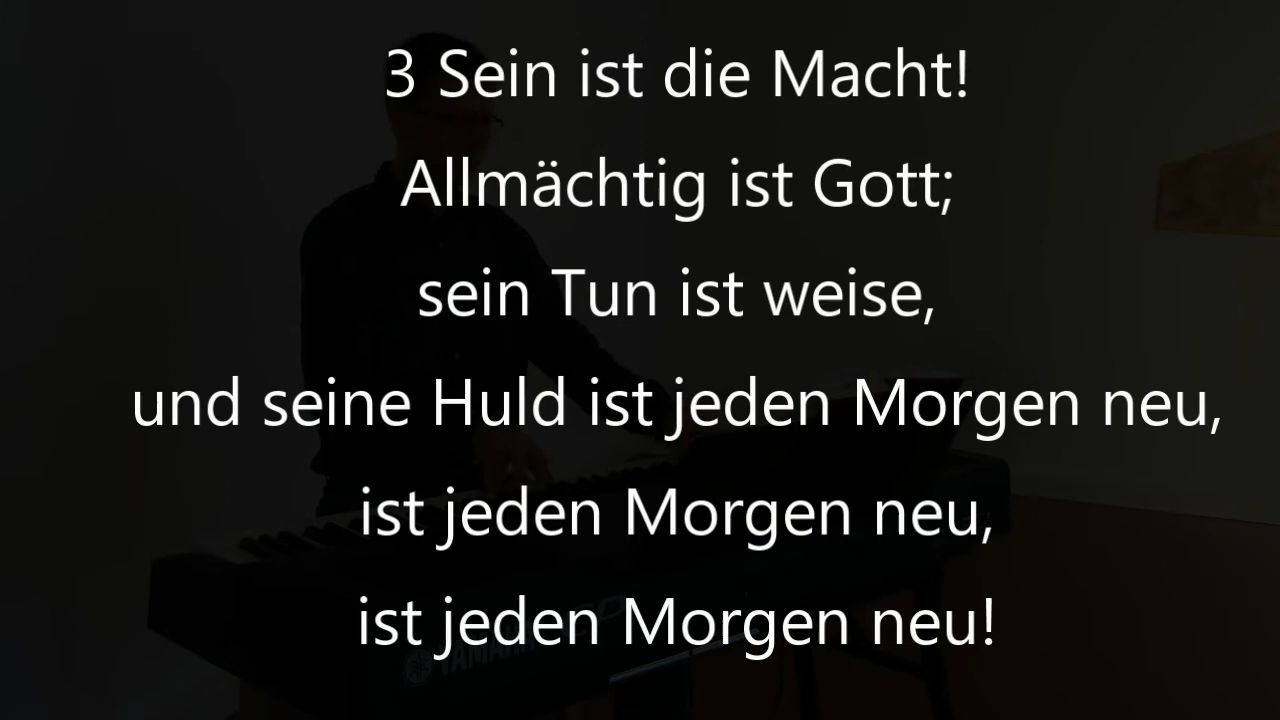 3 Sein ist die Macht!
Allmächtig ist Gott;
sein Tun ist weise,
und seine Huld ist jeden Morgen neu,
ist jeden Morgen neu,
ist jeden Morgen neu!
YAMAHA